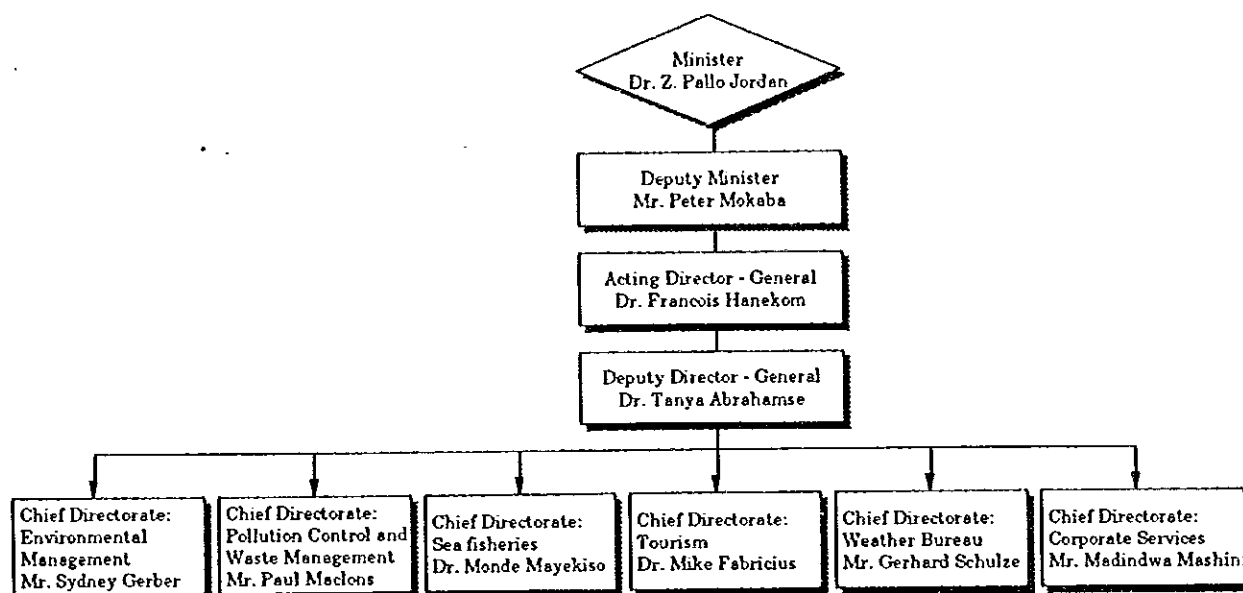 Minister
Dr. Z. Pallo Jordan
Deputy Minister
Mr. Peter Mokaba
Acting Director - General
Dr. Francois Hanekom
Deputy Director - General
Dr. Tanya Abrahamse
Chief Directorate:
Environmental
Management
Mr. Sydney Gerber
Chief Directorate:
Pollution Control and
Waste Management
Mr. Paul Maclons
Chief Directorate:
Sea fisheries
Dr. Monde Mayekiso
Chief Directorate:
Tourism
Dr. Mike Fabricius
Chief Directorate:
Weather Bureau
Mr. Gerhard Schulze
Chief Directorate:
Corporate Services
Mr. Madindwa Mashini